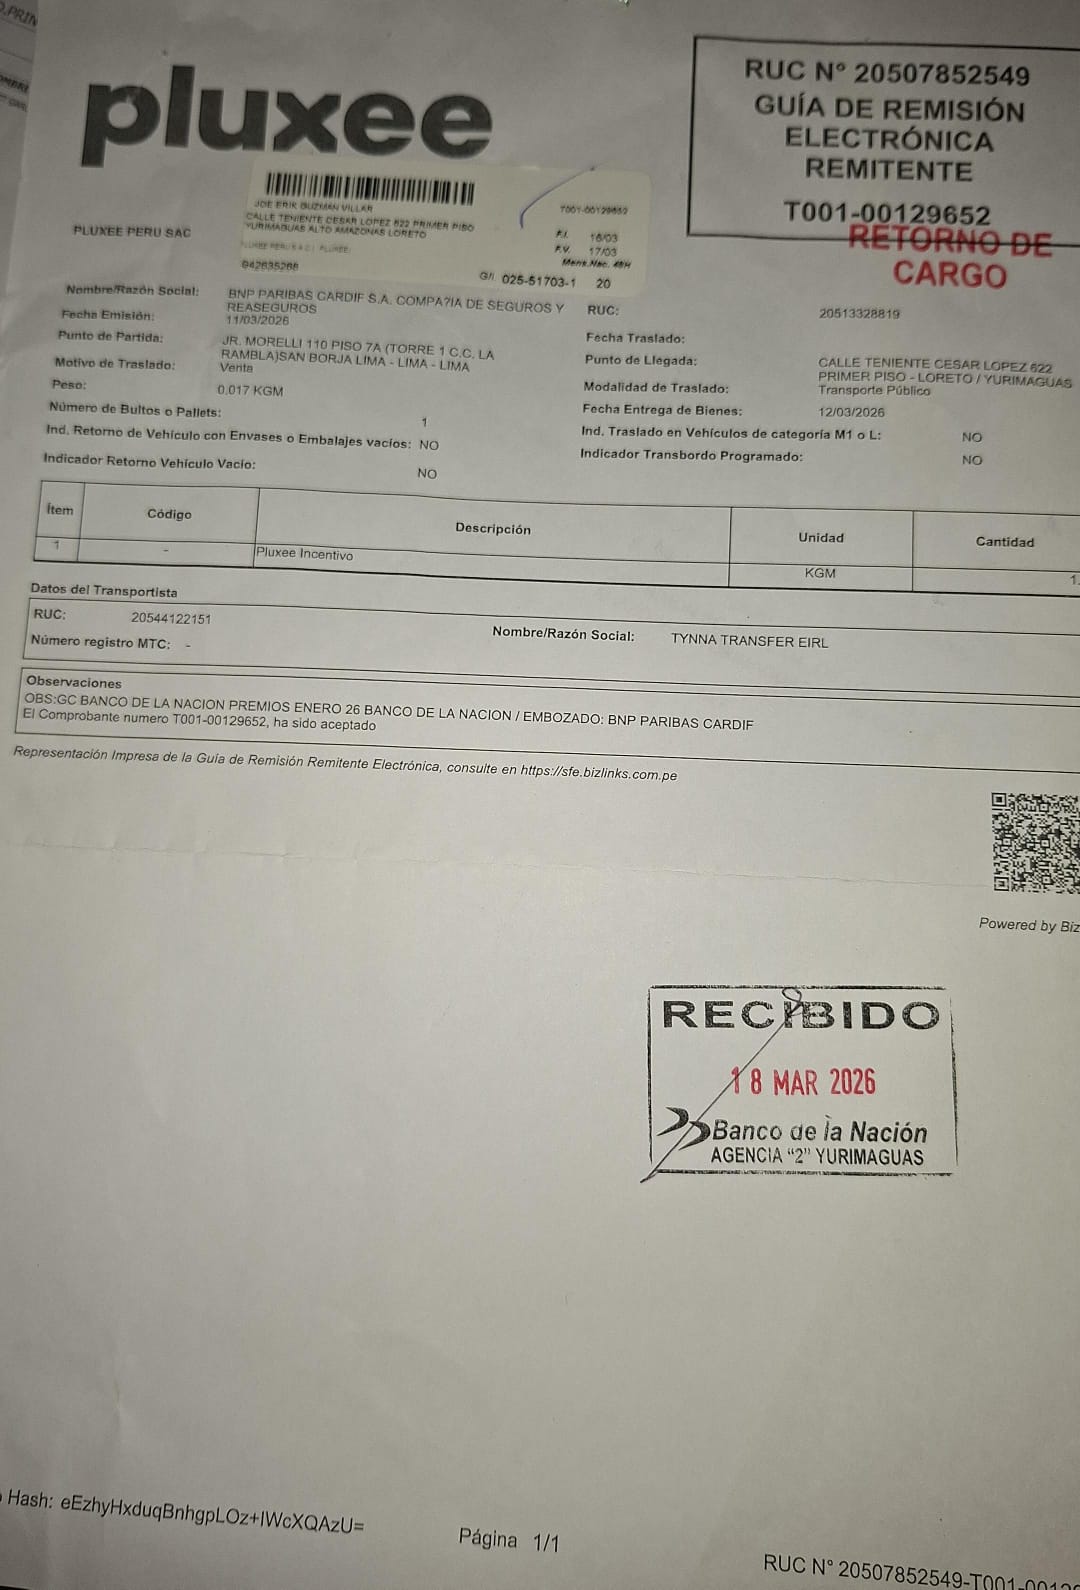 pluxee
RUC N° 20507852549
GUÍA DE REMISIÓN
ELECTRÓNICA
REMITENTE
T001-00129652
RETORNO DE
CARGO
PLUXEE PERU SAC
JOE ERIK GUZMAN VILLAR
CALLE TENIENTE CESAR LOPEZ 622 PRIMER PISO
YURIMAGUAS ALTO AMAZONAS LORETO
942635268
T001-00129652
F.I. 16/03
F.V. 17/03
Mens.Nac. 48H
G/I 025-51703-1 20
Nombre/Razón Social: BNP PARIBAS CARDIF S.A. COMPA?IA DE SEGUROS Y
REASEGUROS
RUC: 20513328819
Fecha Emisión: 11/03/2026
Fecha Traslado:
Punto de Partida: JR. MORELLI 110 PISO 7A (TORRE 1 C.C. LA
RAMBLA)SAN BORJA LIMA - LIMA - LIMA
Punto de Llegada: CALLE TENIENTE CESAR LOPEZ 622
PRIMER PISO - LORETO / YURIMAGUAS
Motivo de Traslado: Venta
Modalidad de Traslado: Transporte Público
Peso: 0.017 KGM
Fecha Entrega de Bienes: 12/03/2026
Número de Bultos o Pallets: 1
Ind. Traslado en Vehículos de categoría M1 o L: NO
Ind. Retorno de Vehículo con Envases o Embalajes vacíos: NO
Indicador Transbordo Programado: NO
Indicador Retorno Vehículo Vacío: NO
Ítem Código Descripción Unidad Cantidad
1 - Pluxee Incentivo KGM 1.
Datos del Transportista
RUC: 20544122151
Nombre/Razón Social: TYNNA TRANSFER EIRL
Número registro MTC: -
Observaciones
OBS:GC BANCO DE LA NACION PREMIOS ENERO 26 BANCO DE LA NACION / EMBOZADO: BNP PARIBAS CARDIF
El Comprobante numero T001-00129652, ha sido aceptado
Representación Impresa de la Guía de Remisión Remitente Electrónica, consulte en https://sfe.bizlinks.com.pe
Powered by Biz
RECIBIDO
18 MAR 2026
Banco de la Nación
AGENCIA "2" YURIMAGUAS
Hash: eEzhyHxduqBnhgpLOz+IWcXQAzU=
Página 1/1
RUC N° 20507852549-T001-0012